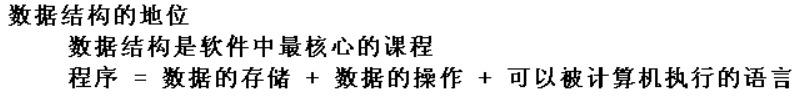 数据结构的地位
数据结构是软件中最核心的课程
程序 = 数据的存储 + 数据的操作 + 可以被计算机执行的语言